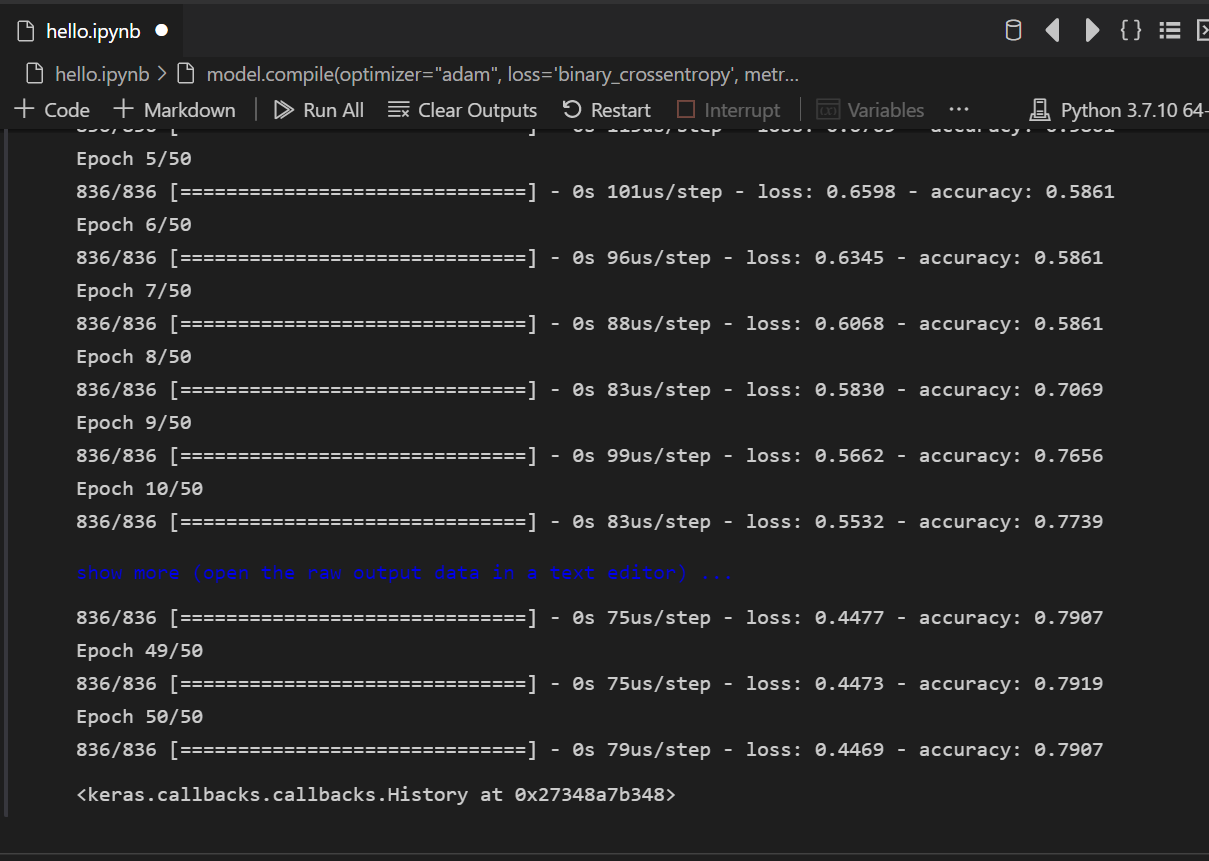 hello.ipynb
hello.ipynb > model.compile(optimizer="adam", loss='binary_crossentropy', metr...
+ Code + Markdown | Run All Clear Outputs Restart Interrupt | Variables ... Python 3.7.10 64-
Epoch 5/50
836/836 [==============================] - 0s 101us/step - loss: 0.6598 - accuracy: 0.5861
Epoch 6/50
836/836 [==============================] - 0s 96us/step - loss: 0.6345 - accuracy: 0.5861
Epoch 7/50
836/836 [==============================] - 0s 88us/step - loss: 0.6068 - accuracy: 0.5861
Epoch 8/50
836/836 [==============================] - 0s 83us/step - loss: 0.5830 - accuracy: 0.7069
Epoch 9/50
836/836 [==============================] - 0s 99us/step - loss: 0.5662 - accuracy: 0.7656
Epoch 10/50
836/836 [==============================] - 0s 83us/step - loss: 0.5532 - accuracy: 0.7739
show more (open the raw output data in a text editor) ...
836/836 [==============================] - 0s 75us/step - loss: 0.4477 - accuracy: 0.7907
Epoch 49/50
836/836 [==============================] - 0s 75us/step - loss: 0.4473 - accuracy: 0.7919
Epoch 50/50
836/836 [==============================] - 0s 79us/step - loss: 0.4469 - accuracy: 0.7907
<keras.callbacks.callbacks.History at 0x27348a7b348>